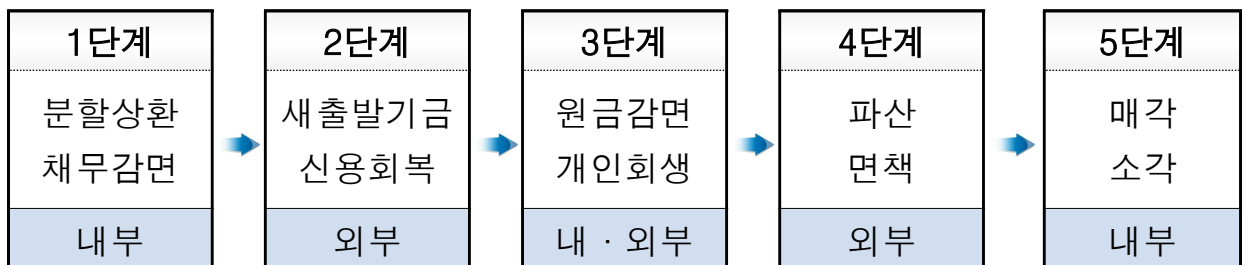 1단계
분할상환
채무감면
내부
2단계
새출발기금
신용회복
외부
3단계
원금감면
개인회생
내 · 외부
4단계
파산
면책
외부
5단계
매각
소각
내부